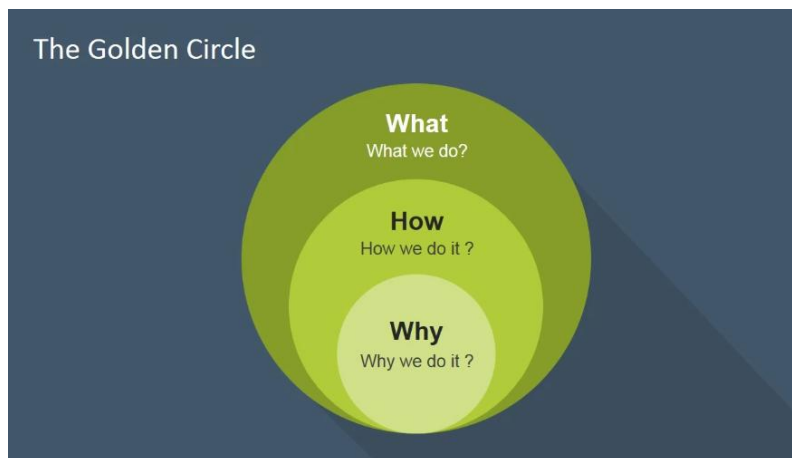 The Golden Circle
What
What we do?
How
How we do it ?
Why
Why we do it ?